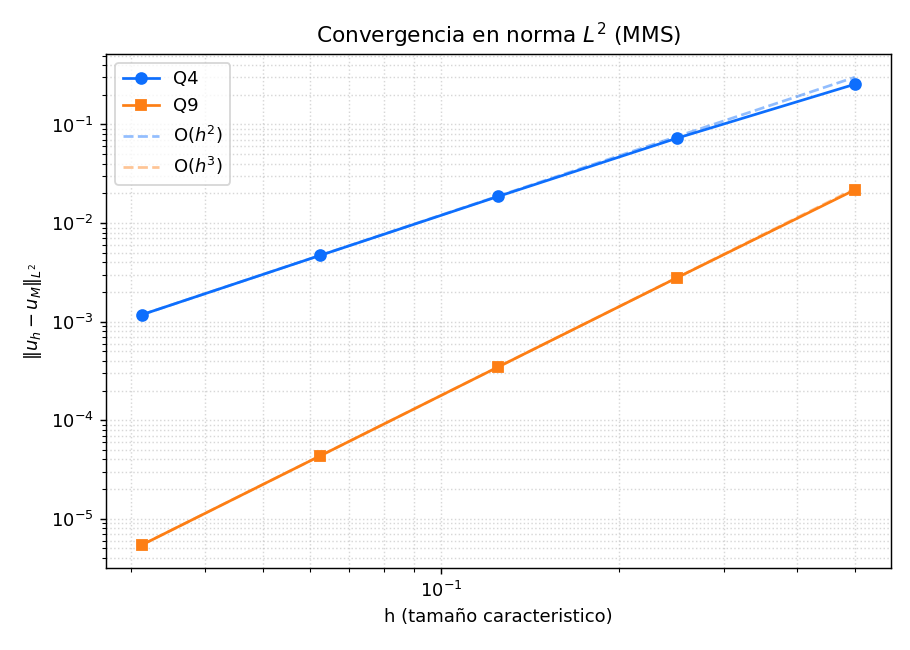 Convergencia en norma $L^2$ (MMS)
Q4
Q9
O($h^2$)
O($h^3$)
$10^{-1}$
$10^{-2}$
$10^{-3}$
$10^{-4}$
$10^{-5}$
$\|u_h - u_M\|_{L^2}$
$10^{-1}$
h (tamaño caracteristico)